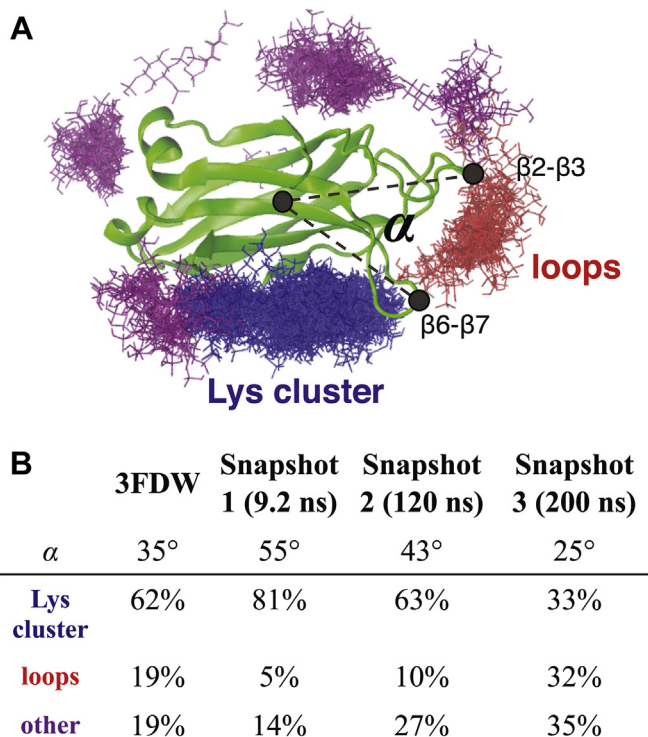 A
β2-β3
α
loops
β6-β7
Lys cluster
B
3FDW Snapshot 1 (9.2 ns) Snapshot 2 (120 ns) Snapshot 3 (200 ns)
α 35° 55° 43° 25°
Lys cluster 62% 81% 63% 33%
loops 19% 5% 10% 32%
other 19% 14% 27% 35%